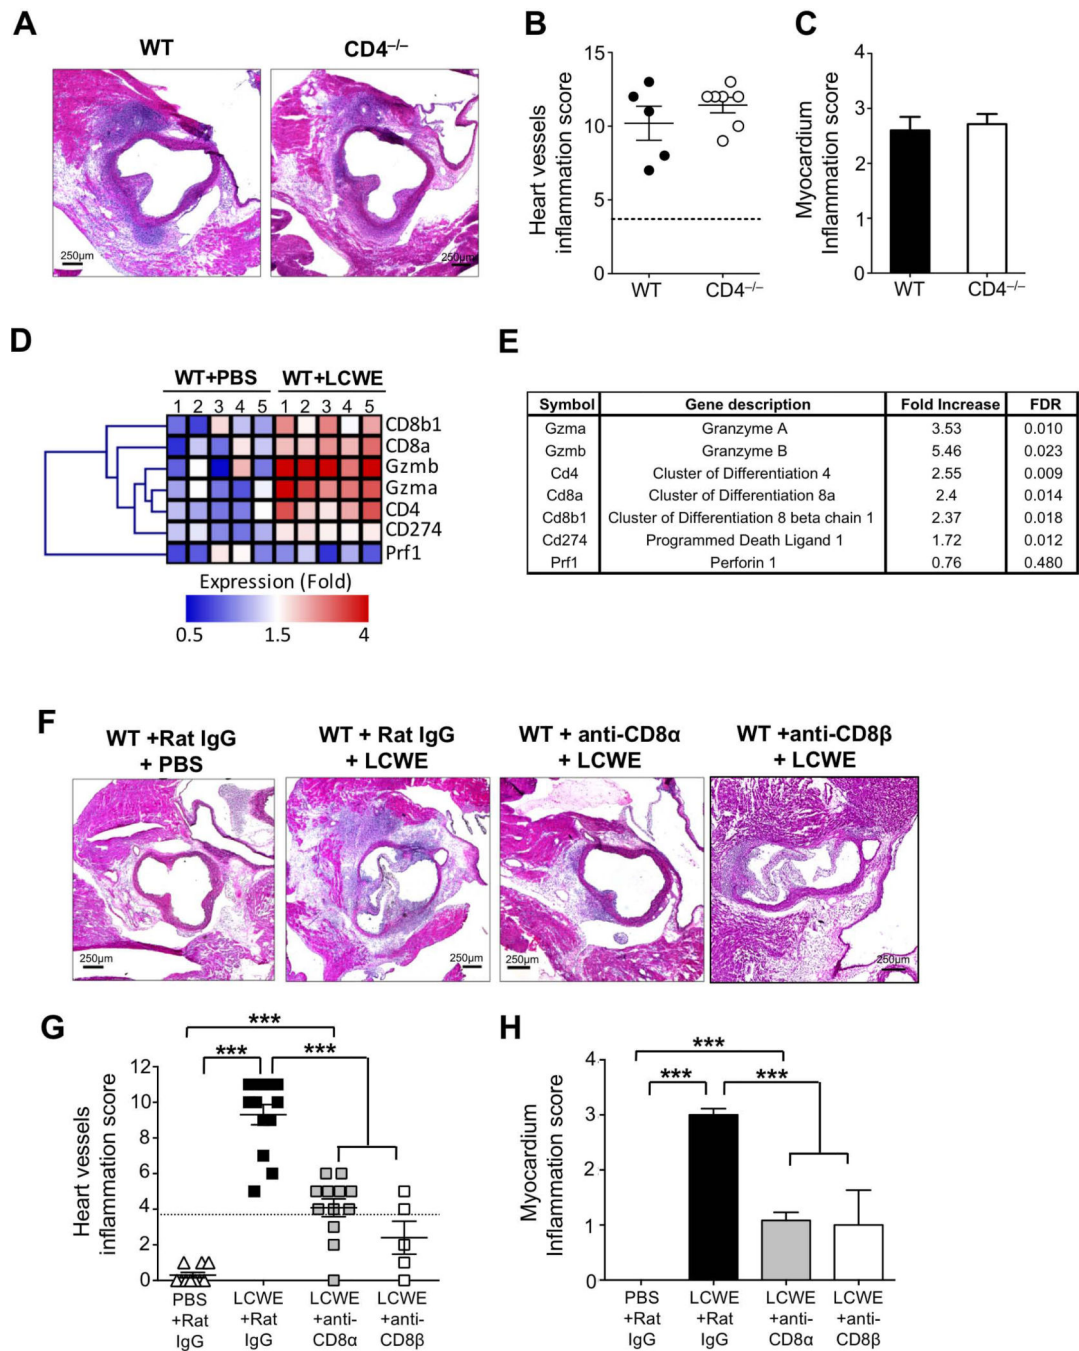 A
WT
CD4–/–
250µm
250µm
B
Heart vessels
inflammation score
15
10
5
0
WT
CD4–/–
C
Myocardium
Inflammation score
4
3
2
1
0
WT
CD4–/–
D
WT+PBS
WT+LCWE
1 2 3 4 5 1 2 3 4 5
CD8b1
CD8a
Gzmb
Gzma
CD4
CD274
Prf1
Expression (Fold)
0.5 1.5 4
E
Symbol Gene description Fold Increase FDR
Gzma Granzyme A 3.53 0.010
Gzmb Granzyme B 5.46 0.023
Cd4 Cluster of Differentiation 4 2.55 0.009
Cd8a Cluster of Differentiation 8a 2.4 0.014
Cd8b1 Cluster of Differentiation 8 beta chain 1 2.37 0.018
Cd274 Programmed Death Ligand 1 1.72 0.012
Prf1 Perforin 1 0.76 0.480
F
WT +Rat IgG
+ PBS
WT + Rat IgG
+ LCWE
WT + anti-CD8α
+ LCWE
WT +anti-CD8β
+ LCWE
250µm
250µm
250µm
250µm
G
Heart vessels
inflammation score
12
10
8
6
4
2
0
***
***
***
PBS
+Rat
IgG
LCWE
+Rat
IgG
LCWE
+anti-
CD8α
LCWE
+anti-
CD8β
H
Myocardium
Inflammation score
4
3
2
1
0
***
***
***
PBS
+Rat
IgG
LCWE
+Rat
IgG
LCWE
+anti-
CD8α
LCWE
+anti-
CD8β